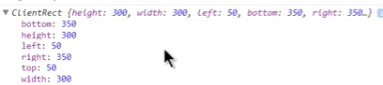 ▼ ClientRect {height: 300, width: 300, left: 50, bottom: 350, right: 350…}
bottom: 350
height: 300
left: 50
right: 350
top: 50
width: 300